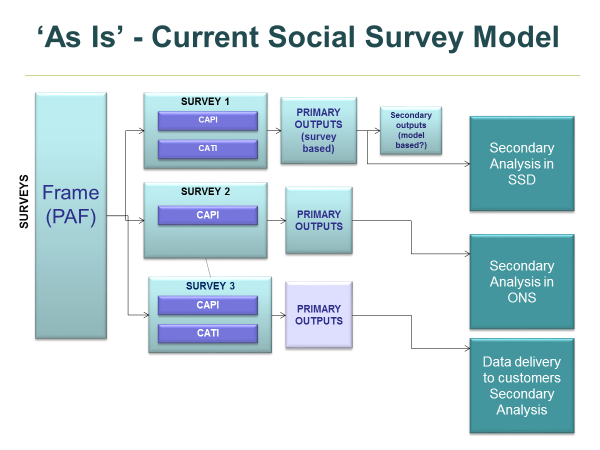 ‘As Is’ - Current Social Survey Model
SURVEYS
Frame
(PAF)
SURVEY 1
CAPI
CATI
PRIMARY
OUTPUTS
(survey
based)
Secondary
outputs
(model
based?)
Secondary
Analysis in
SSD
SURVEY 2
CAPI
PRIMARY
OUTPUTS
Secondary
Analysis in
ONS
SURVEY 3
CAPI
CATI
PRIMARY
OUTPUTS
Data delivery
to customers
Secondary
Analysis